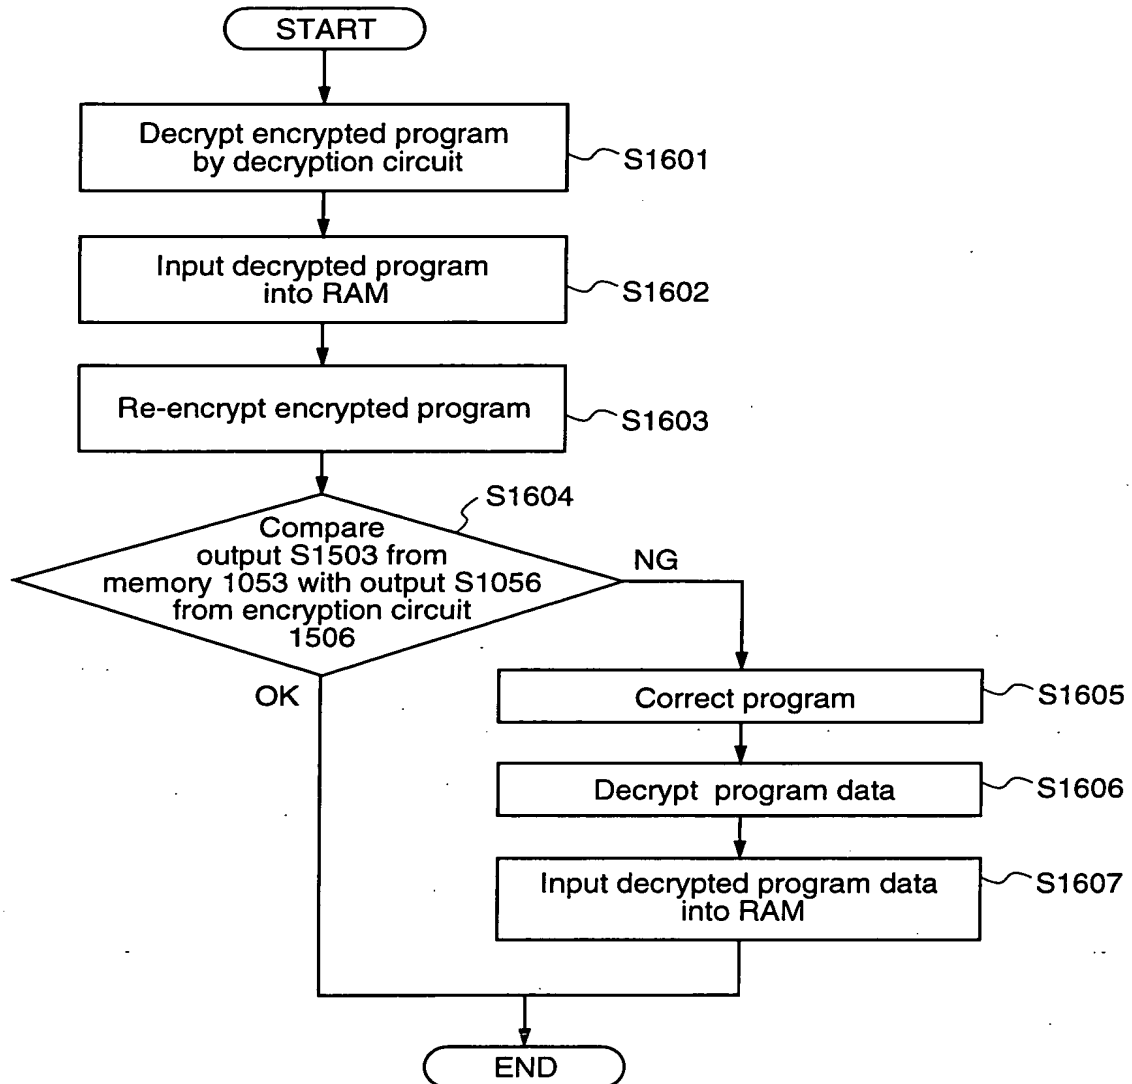 START
Decrypt encrypted program
by decryption circuit
S1601
Input decrypted program
into RAM
S1602
Re-encrypt encrypted program
S1603
S1604
Compare
output S1503 from
memory 1053 with output S1056
from encryption circuit
1506
NG
OK
Correct program
S1605
Decrypt program data
S1606
Input decrypted program data
into RAM
S1607
END